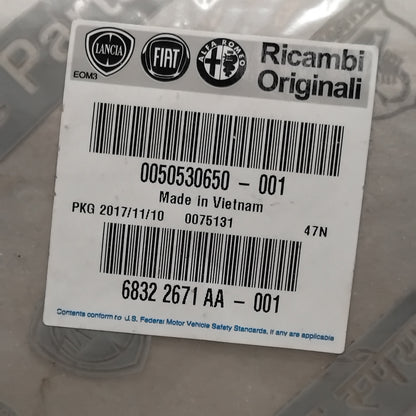 LANCIA FIAT ALFA ROMEO Ricambi
EOM3 Originali
0050530650 - 001
Made in Vietnam
PKG 2017/11/10 0075131 47N
6832 2671 AA - 001
Contents conform to U.S. Federal Motor Vehicle Safety Standards, if any are applicable